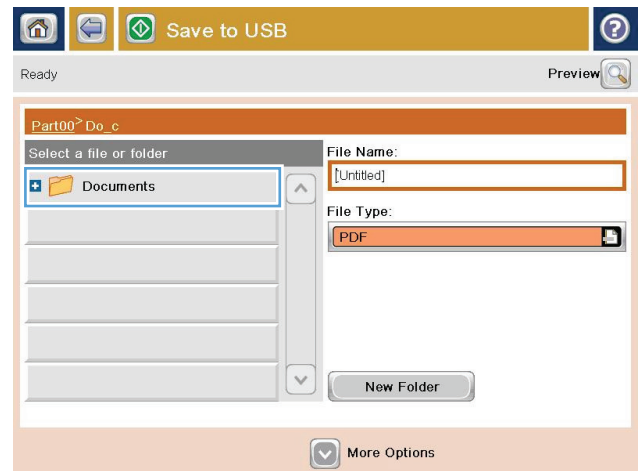 Save to USB
Ready
Preview
Part00>Do_c
Select a file or folder
Documents
File Name:
[Untitled]
File Type:
PDF
New Folder
More Options